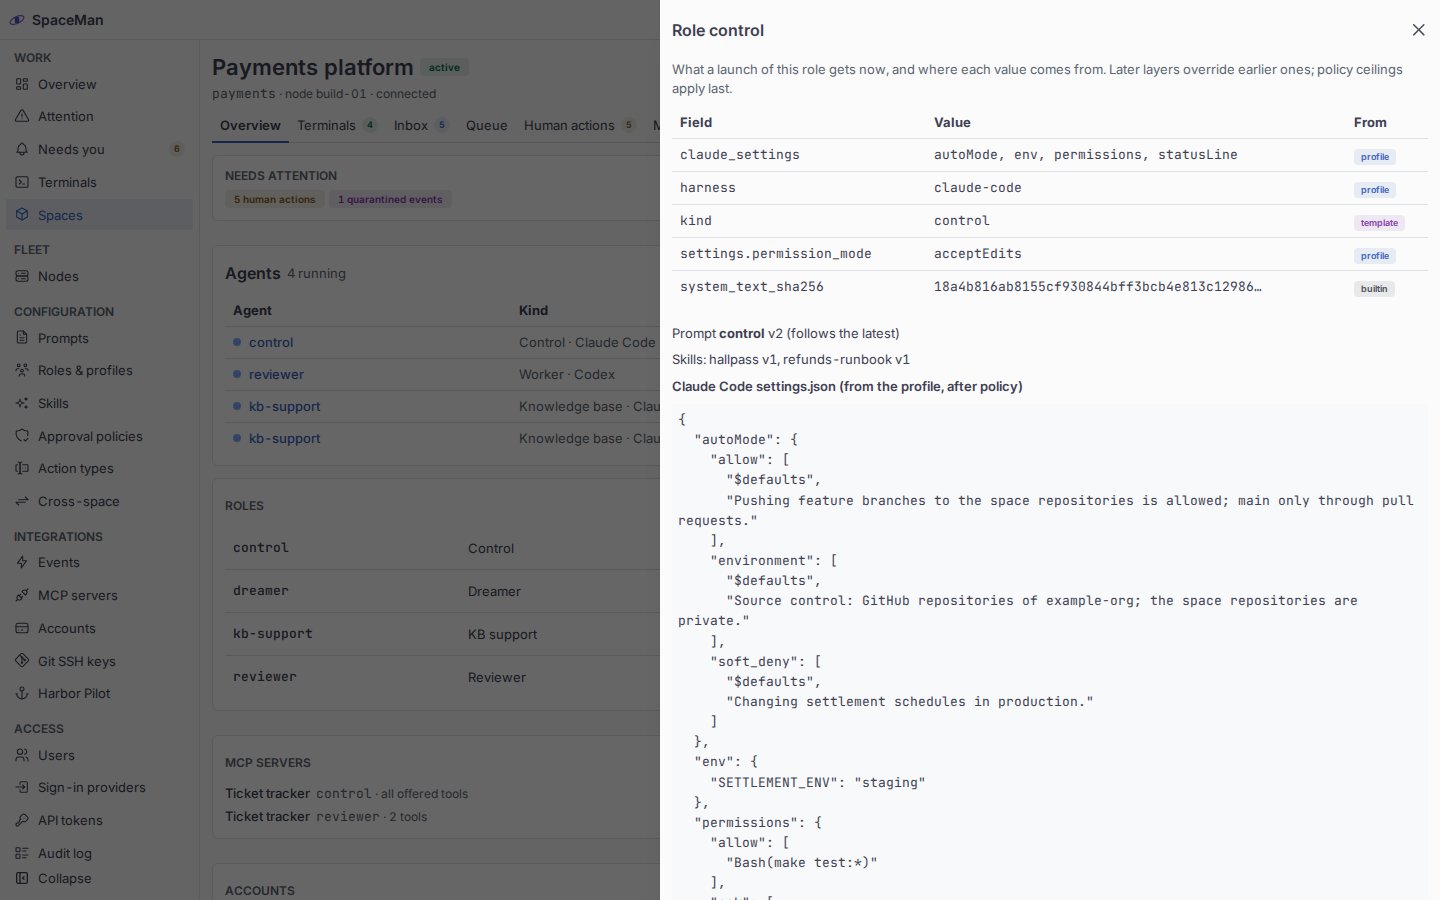 SpaceMan
WORK
Overview
Attention
Needs you 6
Terminals
Spaces
FLEET
Nodes
CONFIGURATION
Prompts
Roles & profiles
Skills
Approval policies
Action types
Cross-space
INTEGRATIONS
Events
MCP servers
Accounts
Git SSH keys
Harbor Pilot
ACCESS
Users
Sign-in providers
API tokens
Audit log
Collapse
Payments platform active
payments · node build-01 · connected
Overview Terminals 4 Inbox 5 Queue Human actions 5 M
NEEDS ATTENTION
5 human actions 1 quarantined events
Agents 4 running
Agent Kind
control Control · Claude Code
reviewer Worker · Codex
kb-support Knowledge base · Clau
kb-support Knowledge base · Clau
ROLES
control Control
dreamer Dreamer
kb-support KB support
reviewer Reviewer
MCP SERVERS
Ticket tracker control · all offered tools
Ticket tracker reviewer · 2 tools
ACCOUNTS
Role control
What a launch of this role gets now, and where each value comes from. Later layers override earlier ones; policy ceilings
apply last.
Field Value From
claude_settings autoMode, env, permissions, statusLine profile
harness claude-code profile
kind control template
settings.permission_mode acceptEdits profile
system_text_sha256 18a4b816ab8155cf930844bff3bcb4e813c12986… builtin
Prompt control v2 (follows the latest)
Skills: hallpass v1, refunds-runbook v1
Claude Code settings.json (from the profile, after policy)
{
"autoMode": {
"allow": [
"$defaults",
"Pushing feature branches to the space repositories is allowed; main only through pull
requests."
],
"environment": [
"$defaults",
"Source control: GitHub repositories of example-org; the space repositories are
private."
],
"soft_deny": [
"$defaults",
"Changing settlement schedules in production."
]
},
"env": {
"SETTLEMENT_ENV": "staging"
},
"permissions": {
"allow": [
"Bash(make test:*)"
],